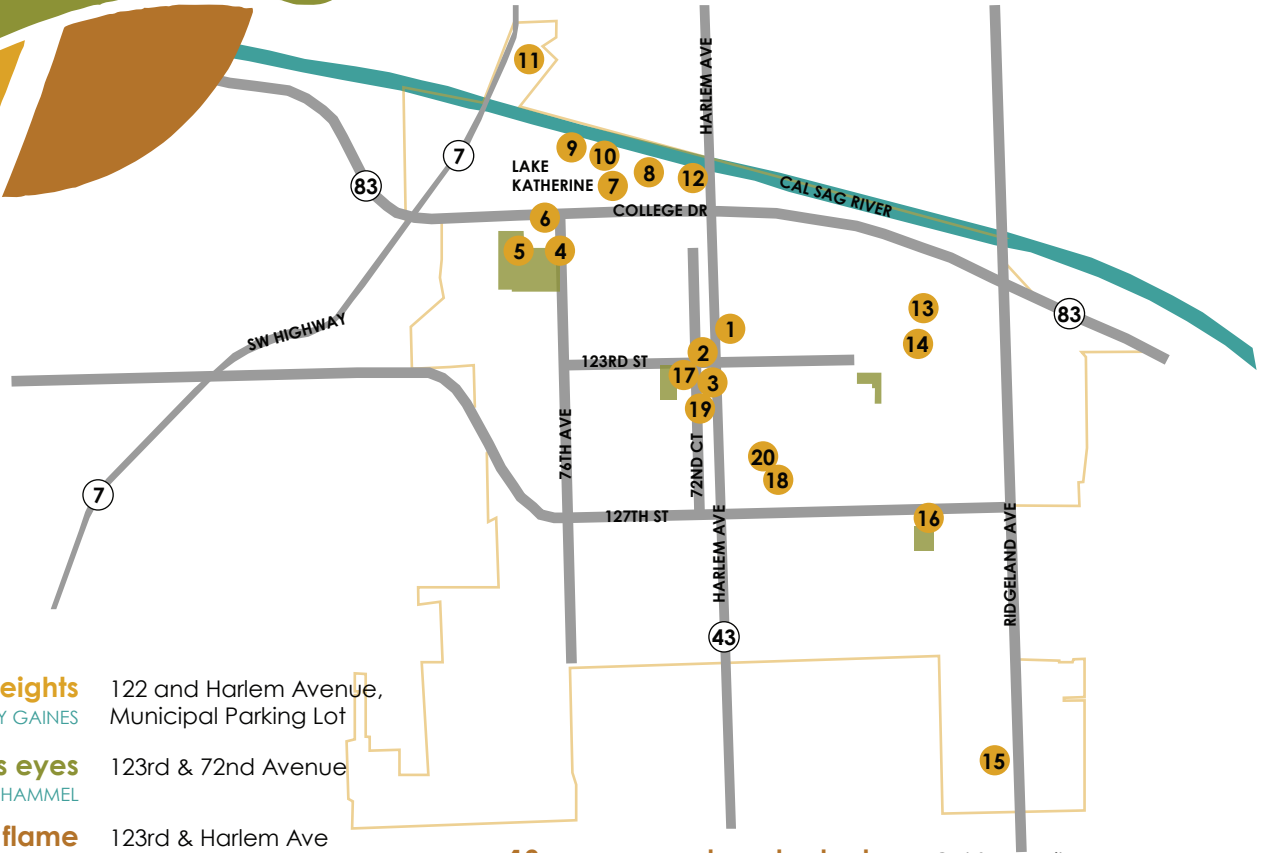 11
HARLEM AVE
9
10
7
83
LAKE
KATHERINE
7
8
12
CAL SAG RIVER
6
COLLEGE DR
5
4
13
83
1
14
SW HIGHWAY
2
123RD ST
17
3
19
76TH AVE
72ND CT
20
18
7
127TH ST
16
HARLEM AVE
RIDGELAND AVE
43
15
eights 122 and Harlem Avenue,
Y GAINES Municipal Parking Lot
s eyes 123rd & 72nd Avenue
HAMMEL
flame 123rd & Harlem Ave